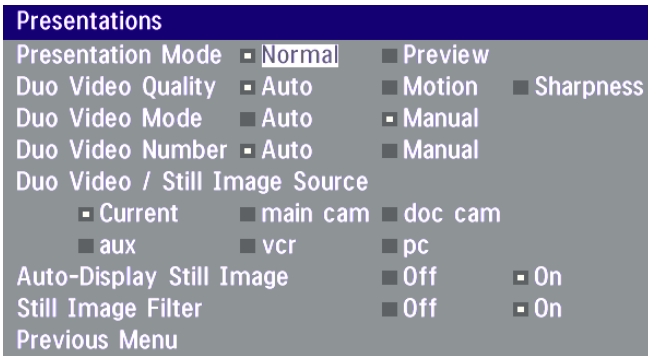 Presentations
Presentation Mode Normal Preview
Duo Video Quality Auto Motion Sharpness
Duo Video Mode Auto Manual
Duo Video Number Auto Manual
Duo Video / Still Image Source
Current main cam doc cam
aux vcr pc
Auto-Display Still Image Off On
Still Image Filter Off On
Previous Menu